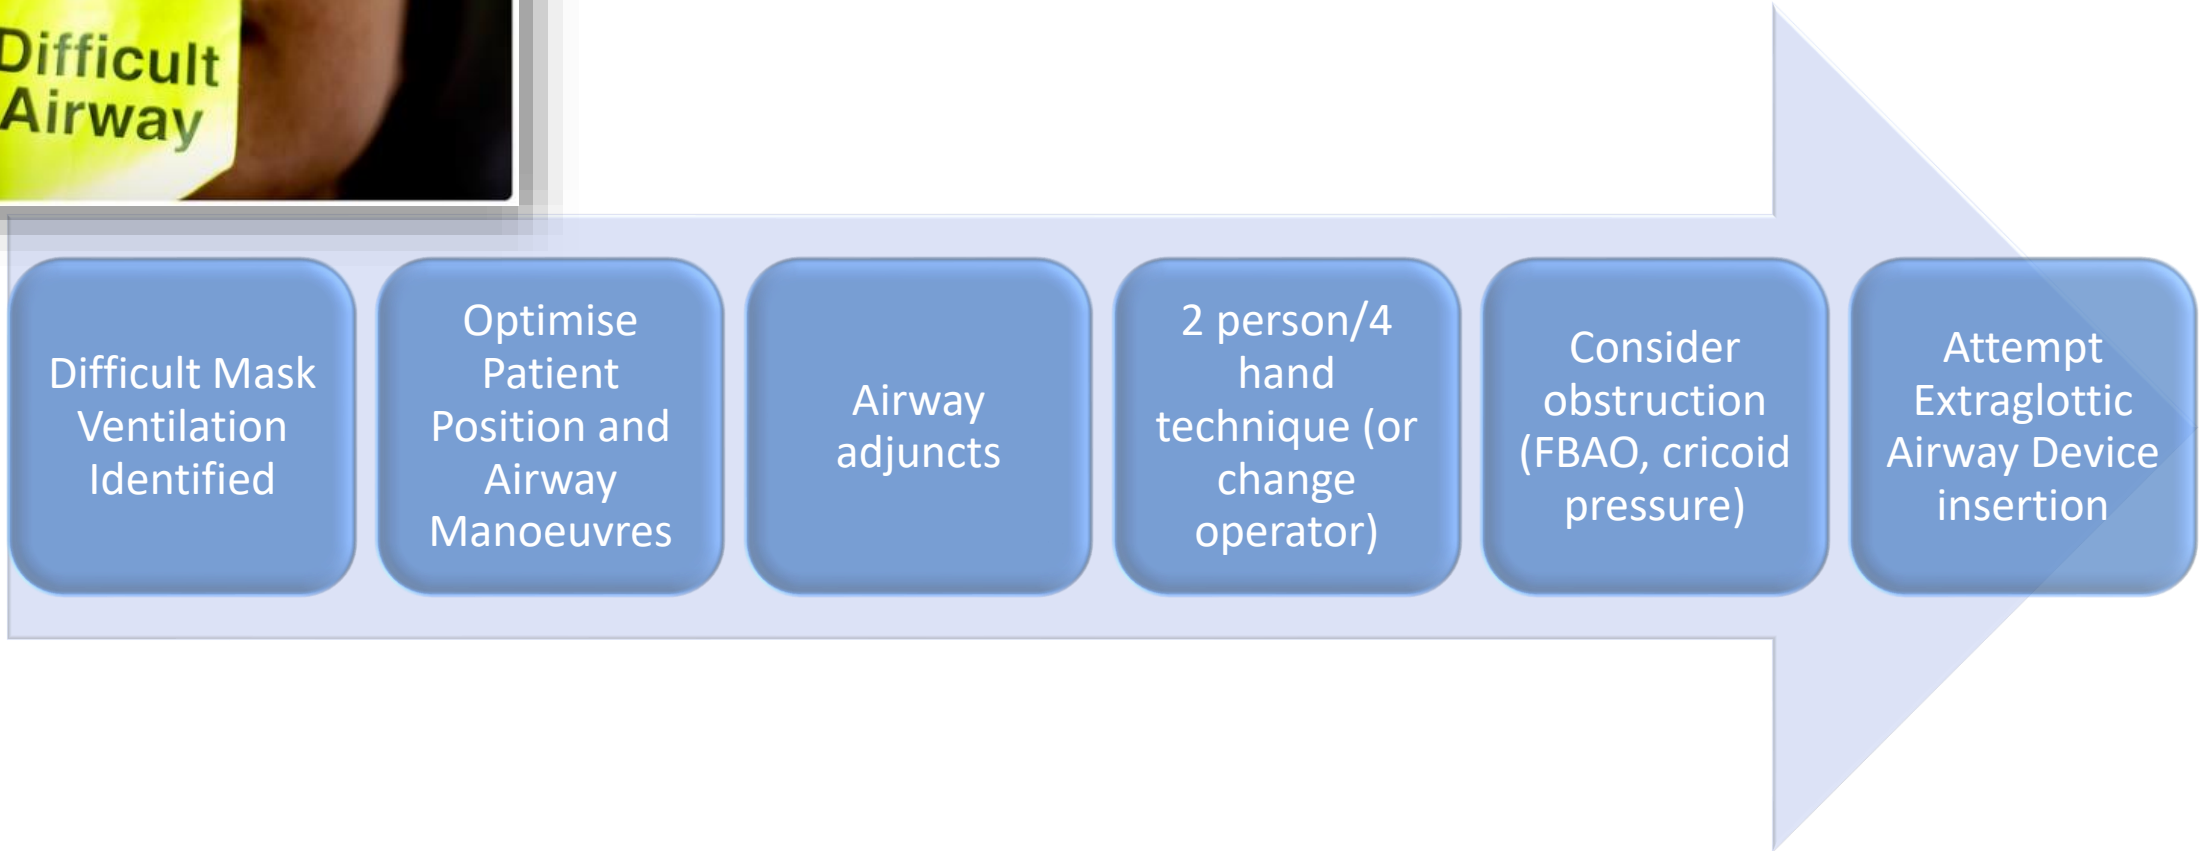 Difficult
Airway
Difficult Mask
Ventilation
Identified
Optimise
Patient
Position and
Airway
Manoeuvres
Airway
adjuncts
2 person/4
hand
technique (or
change
operator)
Consider
obstruction
(FBAO, cricoid
pressure)
Attempt
Extraglottic
Airway Device
insertion